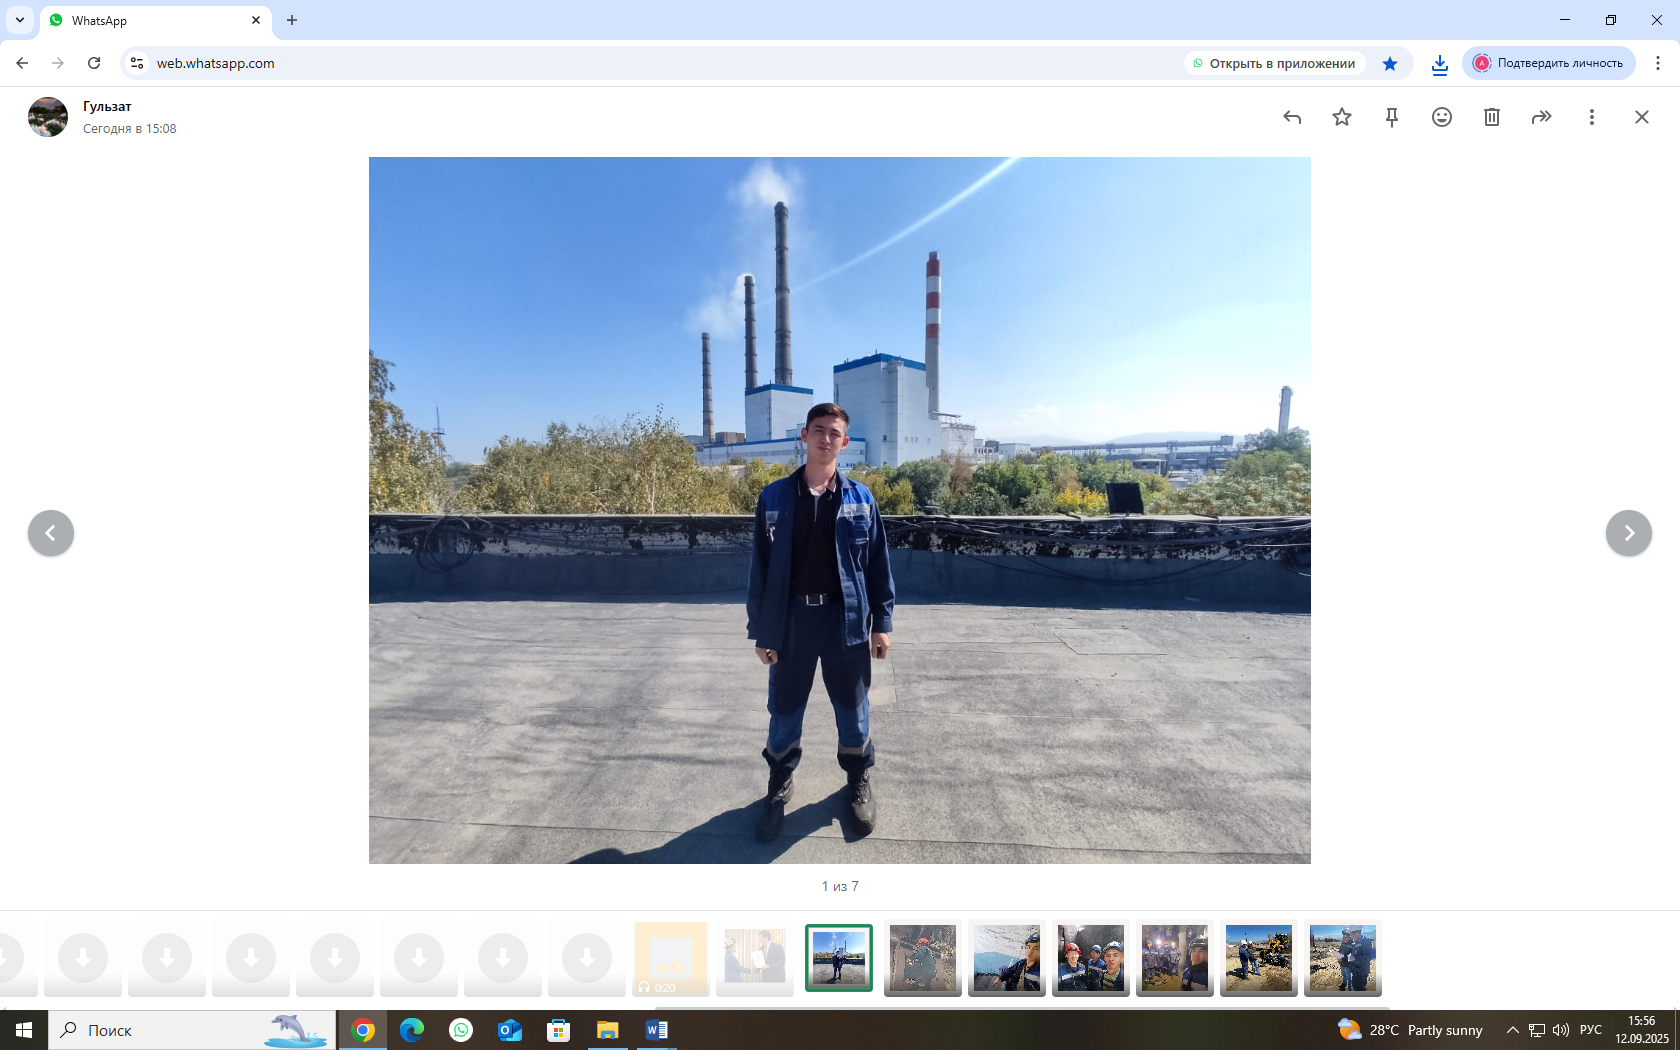 WhatsApp
web.whatsapp.com
Открыть в приложении
Подтвердить личность
Гульзат
Сегодня в 15:08
1 из 7
0:20
Поиск
28°C Partly sunny
РУС
15:56
12.09.2025